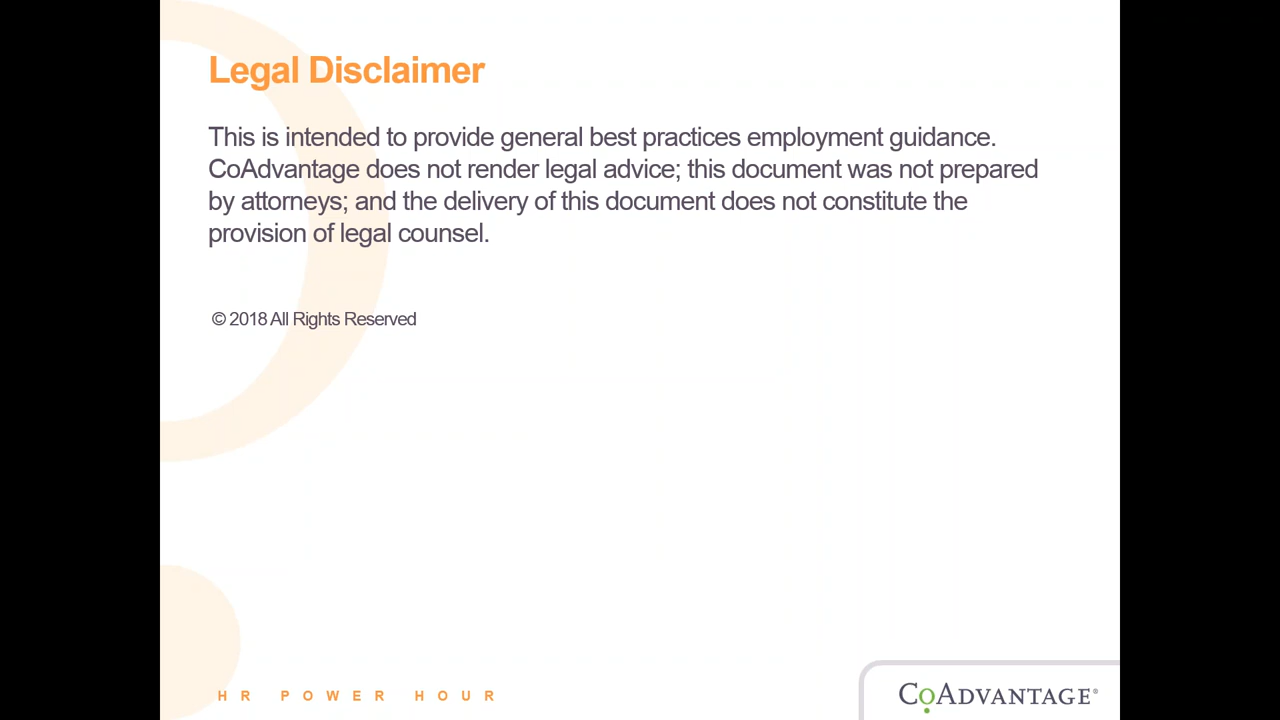 Legal Disclaimer
This is intended to provide general best practices employment guidance.
CoAdvantage does not render legal advice; this document was not prepared
by attorneys; and the delivery of this document does not constitute the
provision of legal counsel.
© 2018 All Rights Reserved
HR POWER HOUR
COADVANTAGE®